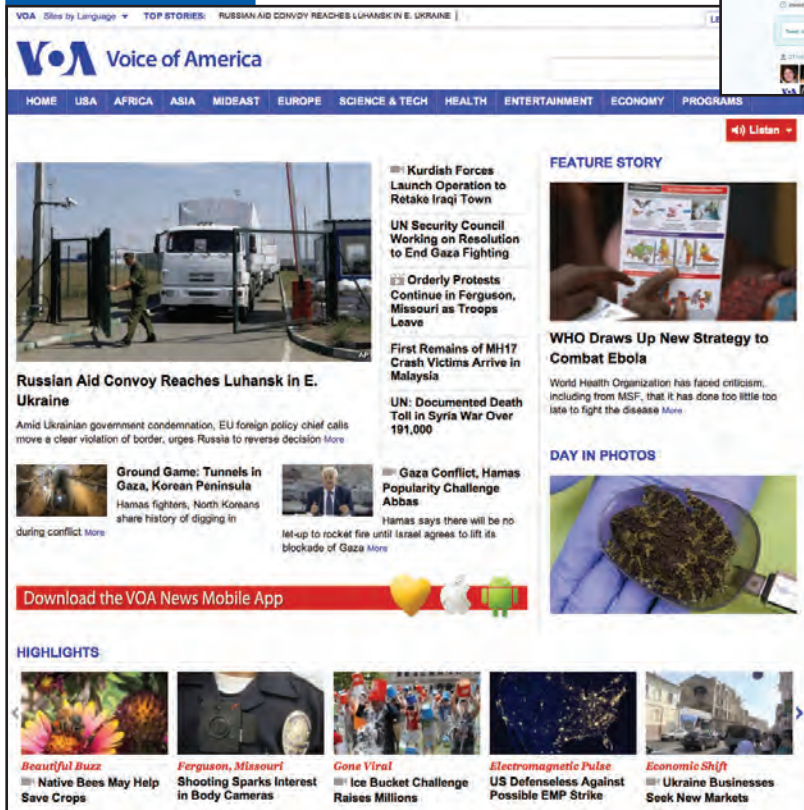 VOA Sites by Language TOP STORIES: RUSSIAN AID CONVOY REACHES LUHANSK IN E. UKRAINE
VOA Voice of America
HOME USA AFRICA ASIA MIDEAST EUROPE SCIENCE & TECH HEALTH ENTERTAINMENT ECONOMY PROGRAMS
Listen
AP
Russian Aid Convoy Reaches Luhansk in E.
Ukraine
Amid Ukrainian government condemnation, EU foreign policy chief calls
move a clear violation of border, urges Russia to reverse decision More
Kurdish Forces
Launch Operation to
Retake Iraqi Town
UN Security Council
Working on Resolution
to End Gaza Fighting
Orderly Protests
Continue in Ferguson,
Missouri as Troops
Leave
First Remains of MH17
Crash Victims Arrive in
Malaysia
UN: Documented Death
Toll in Syria War Over
191,000
Ground Game: Tunnels in
Gaza, Korean Peninsula
Hamas fighters, North Koreans
share history of digging in
during conflict More
Gaza Conflict, Hamas
Popularity Challenge
Abbas
Hamas says there will be no
let-up to rocket fire until Israel agrees to lift its
blockade of Gaza More
FEATURE STORY
WHO Draws Up New Strategy to
Combat Ebola
World Health Organization has faced criticism,
including from MSF, that it has done too little too
late to fight the disease More
DAY IN PHOTOS
Download the VOA News Mobile App
HIGHLIGHTS
Beautiful Buzz
Native Bees May Help
Save Crops
Ferguson, Missouri
Shooting Sparks Interest
in Body Cameras
Gone Viral
Ice Bucket Challenge
Raises Millions
Electromagnetic Pulse
US Defenseless Against
Possible EMP Strike
Economic Shift
Ukraine Businesses
Seek New Markets